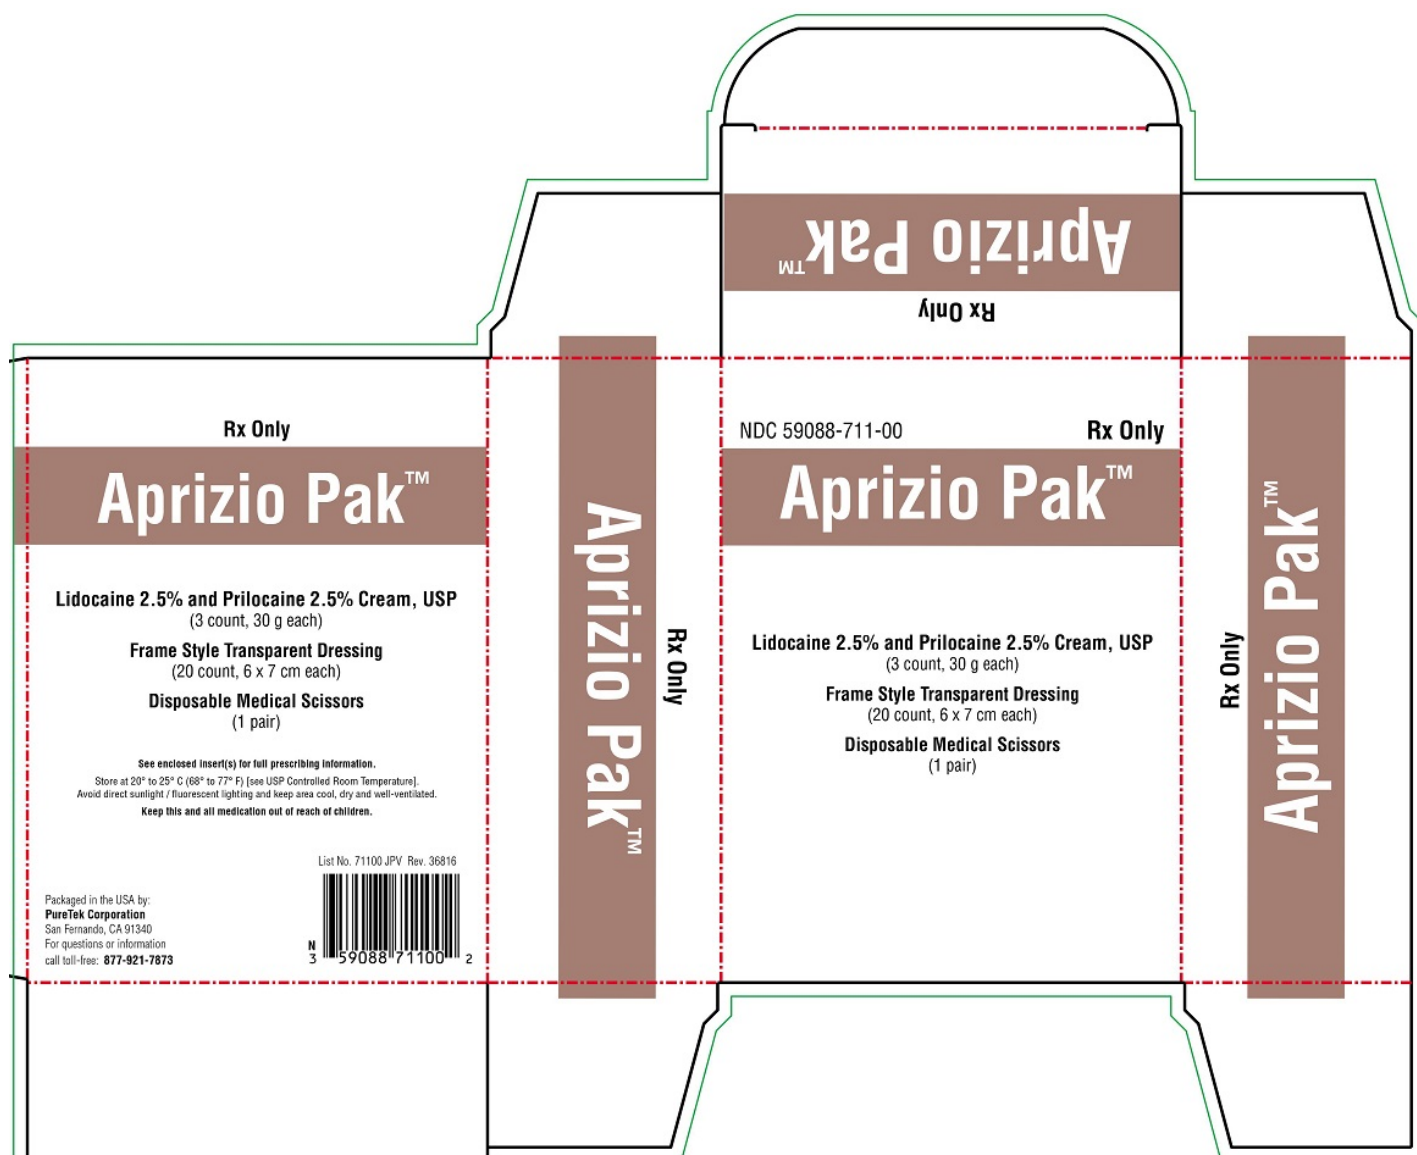 Aprizio Pak™
Rx Only
Rx Only
Aprizio Pak™
Lidocaine 2.5% and Prilocaine 2.5% Cream, USP
(3 count, 30 g each)
Frame Style Transparent Dressing
(20 count, 6 x 7 cm each)
Disposable Medical Scissors
(1 pair)
See enclosed insert(s) for full prescribing information.
Store at 20° to 25° C (68° to 77° F) [see USP Controlled Room Temperature].
Avoid direct sunlight / fluorescent lighting and keep area cool, dry and well-ventilated.
Keep this and all medication out of reach of children.
List No. 71100 JPV Rev. 36816
Packaged in the USA by:
PureTek Corporation
San Fernando, CA 91340
For questions or information
call toll-free: 877-921-7873
N
3 59088 71100 2
Aprizio Pak™
Rx Only
NDC 59088-711-00 Rx Only
Aprizio Pak™
Lidocaine 2.5% and Prilocaine 2.5% Cream, USP
(3 count, 30 g each)
Frame Style Transparent Dressing
(20 count, 6 x 7 cm each)
Disposable Medical Scissors
(1 pair)
Rx Only
Aprizio Pak™